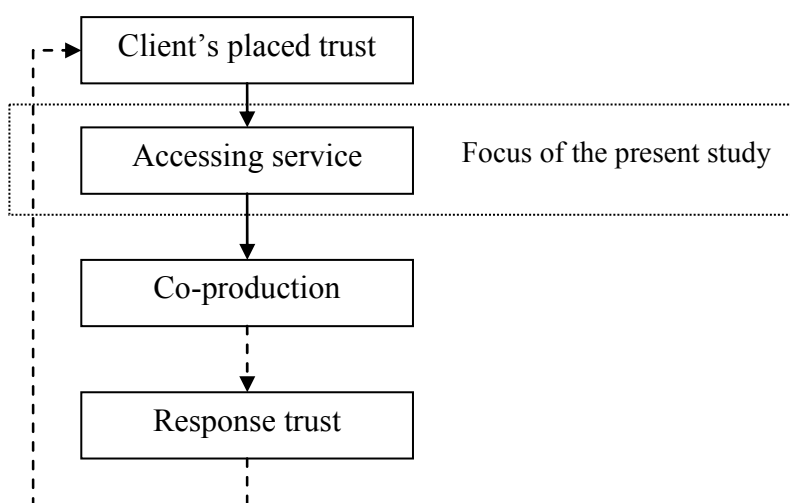 Client’s placed trust
Accessing service
Focus of the present study
Co-production
Response trust